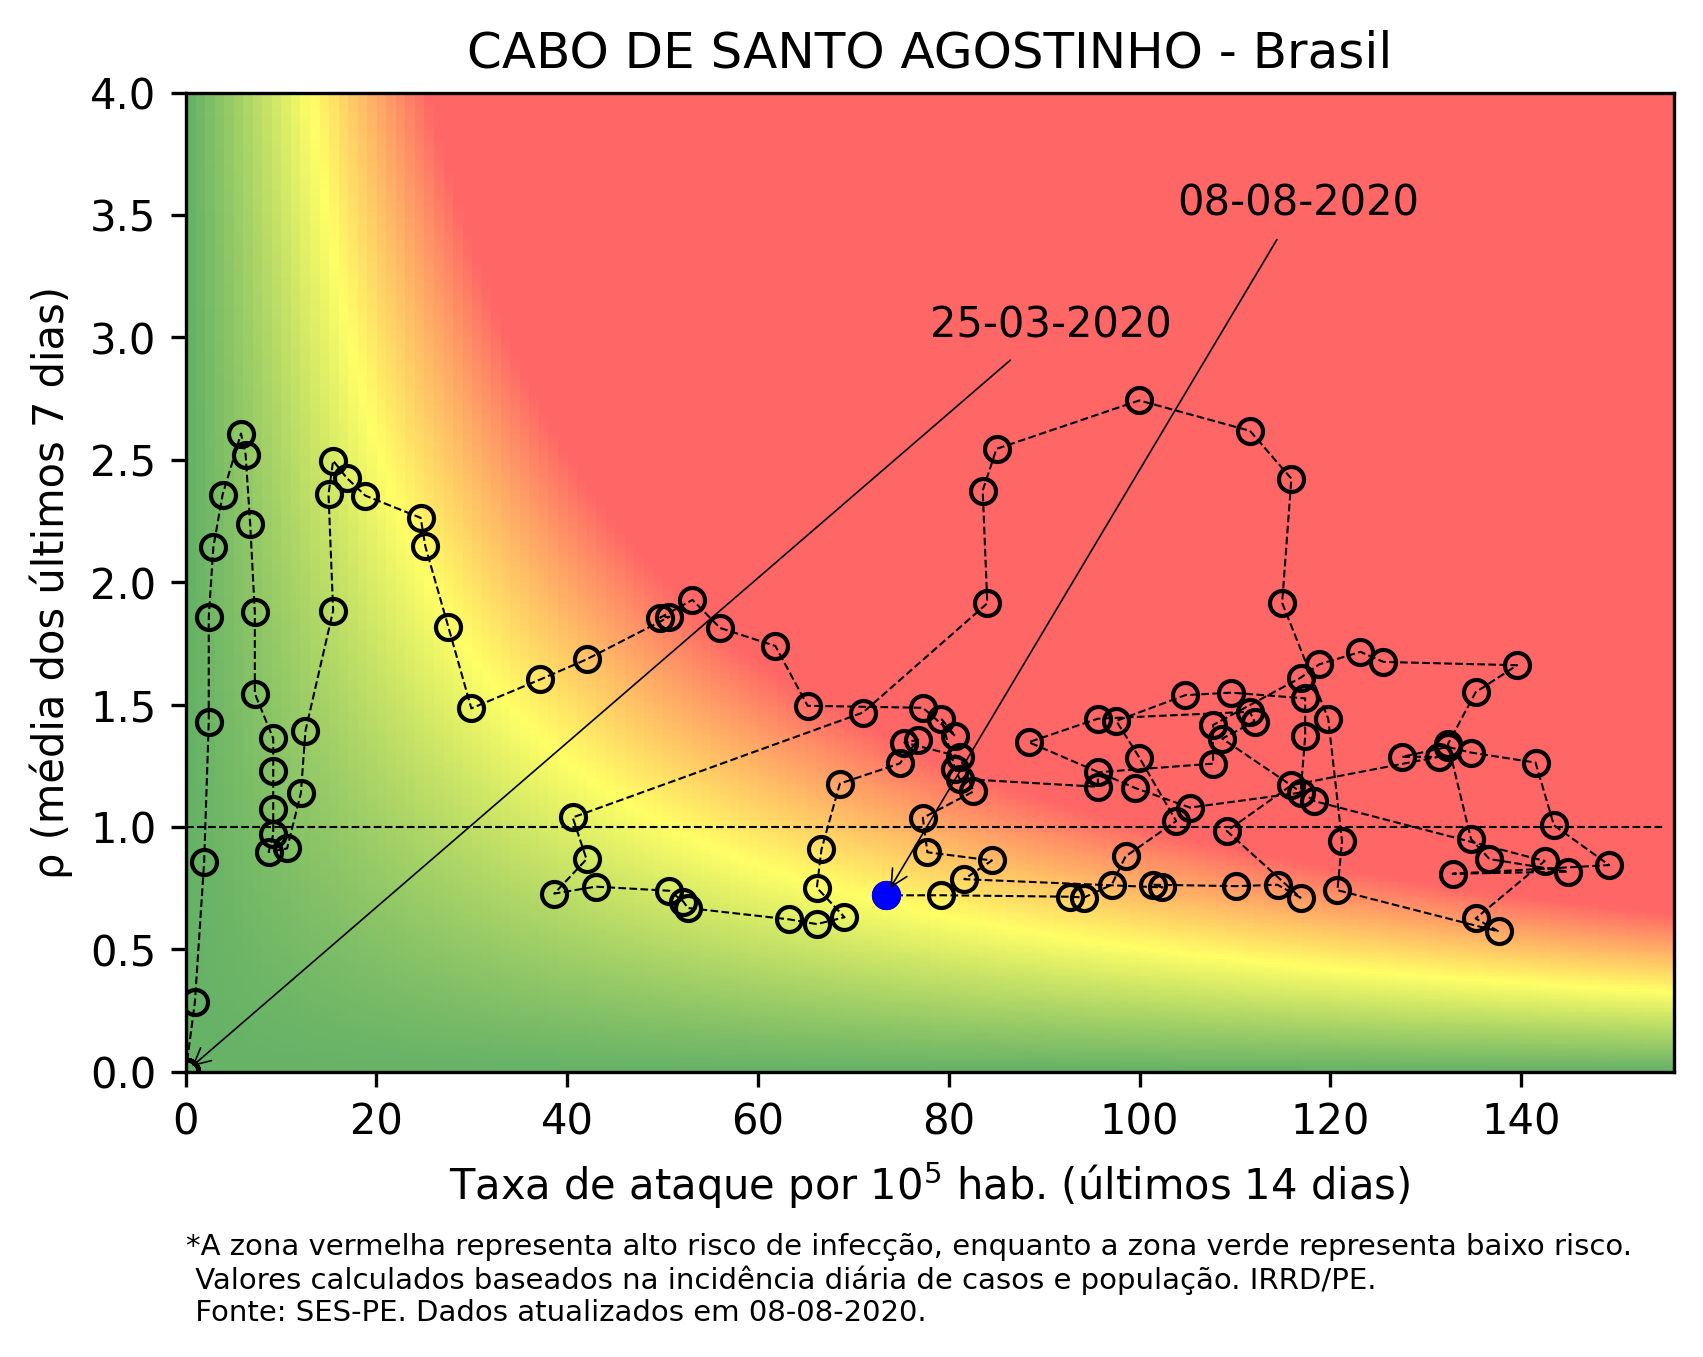 CABO DE SANTO AGOSTINHO - Brasil
4.0
3.5
3.0
2.5
2.0
1.5
1.0
0.5
0.0
ρ (média dos últimos 7 dias)
08-08-2020
25-03-2020
0 20 40 60 80 100 120 140
Taxa de ataque por 10⁵ hab. (últimos 14 dias)
*A zona vermelha representa alto risco de infecção, enquanto a zona verde representa baixo risco.
Valores calculados baseados na incidência diária de casos e população. IRRD/PE.
Fonte: SES-PE. Dados atualizados em 08-08-2020.